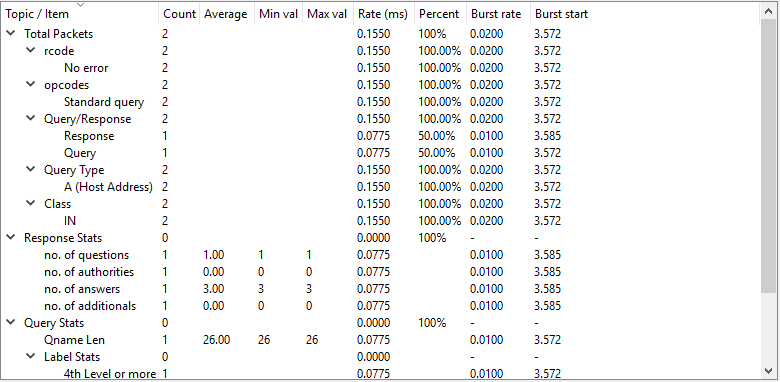 Topic / Item Count Average Min val Max val Rate (ms) Percent Burst rate Burst start
Total Packets 2 0.1550 100% 0.0200 3.572
rcode 2 0.1550 100.00% 0.0200 3.572
No error 2 0.1550 100.00% 0.0200 3.572
opcodes 2 0.1550 100.00% 0.0200 3.572
Standard query 2 0.1550 100.00% 0.0200 3.572
Query/Response 2 0.1550 100.00% 0.0200 3.572
Response 1 0.0775 50.00% 0.0100 3.585
Query 1 0.0775 50.00% 0.0100 3.572
Query Type 2 0.1550 100.00% 0.0200 3.572
A (Host Address) 2 0.1550 100.00% 0.0200 3.572
Class 2 0.1550 100.00% 0.0200 3.572
IN 2 0.1550 100.00% 0.0200 3.572
Response Stats 0 0.0000 100% - -
no. of questions 1 1.00 1 1 0.0775 0.0100 3.585
no. of authorities 1 0.00 0 0 0.0775 0.0100 3.585
no. of answers 1 3.00 3 3 0.0775 0.0100 3.585
no. of additionals 1 0.00 0 0 0.0775 0.0100 3.585
Query Stats 0 0.0000 100% - -
Qname Len 1 26.00 26 26 0.0775 0.0100 3.572
Label Stats 0 0.0000 - -
4th Level or more 1 0.0775 0.0100 3.572